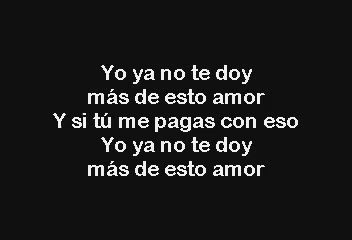 Yo ya no te doy
más de esto amor
Y si tú me pagas con eso
Yo ya no te doy
más de esto amor